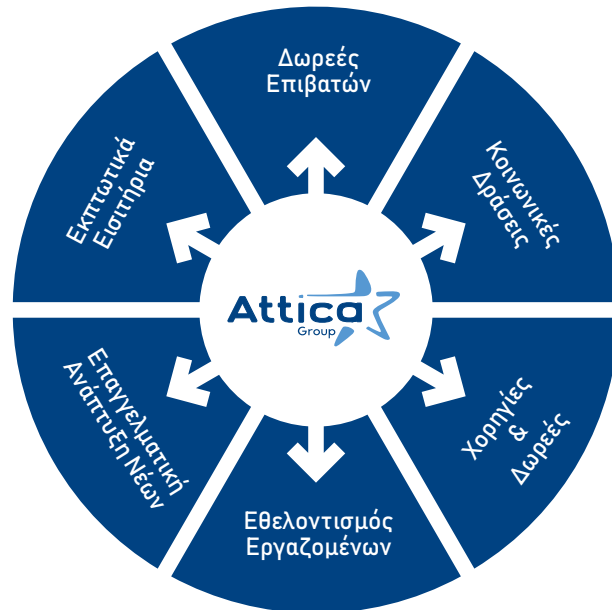 Δωρεές
Επιβατών
Κοινωνικές
Δράσεις
Χορηγίες
&
Δωρεές
Εθελοντισμός
Εργαζομένων
Επαγγελματική
Ανάπτυξη Νέων
Εκπτωτικά
Εισιτήρια
Attica
Group